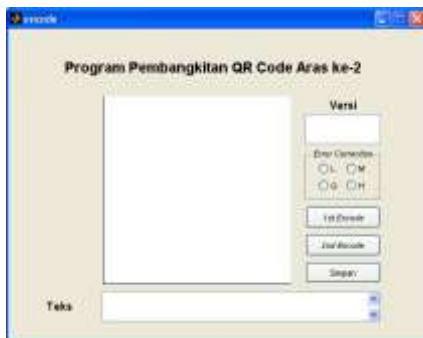 encode
Program Pembangkitan QR Code Aras ke-2
Versi
Error Correction
L M
Q H
1st Encode
2nd Encode
Simpan
Teks